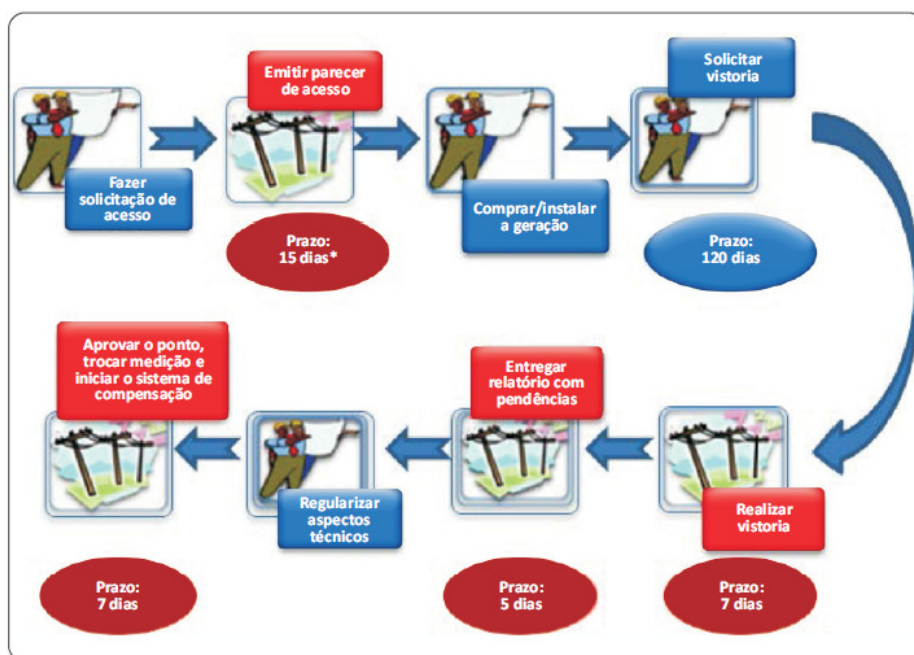 Fazer
solicitação de
acesso
Emitir parecer
de acesso
Prazo:
15 dias*
Comprar/instalar
a geração
Solicitar
vistoria
Prazo:
120 dias
Realizar
vistoria
Prazo:
7 dias
Entregar
relatório com
pendências
Prazo:
5 dias
Regularizar
aspectos
técnicos
Aprovar o ponto,
trocar medição e
iniciar o sistema de
compensação
Prazo:
7 dias